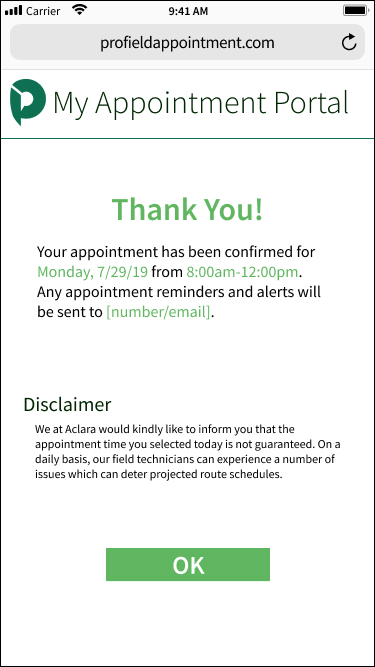 Carrier 9:41 AM
profieldappointment.com
My Appointment Portal
Thank You!
Your appointment has been confirmed for
Monday, 7/29/19 from 8:00am-12:00pm.
Any appointment reminders and alerts will
be sent to [number/email].
Disclaimer
We at Aclara would kindly like to inform you that the
appointment time you selected today is not guaranteed. On a
daily basis, our field technicians can experience a number of
issues which can deter projected route schedules.
OK